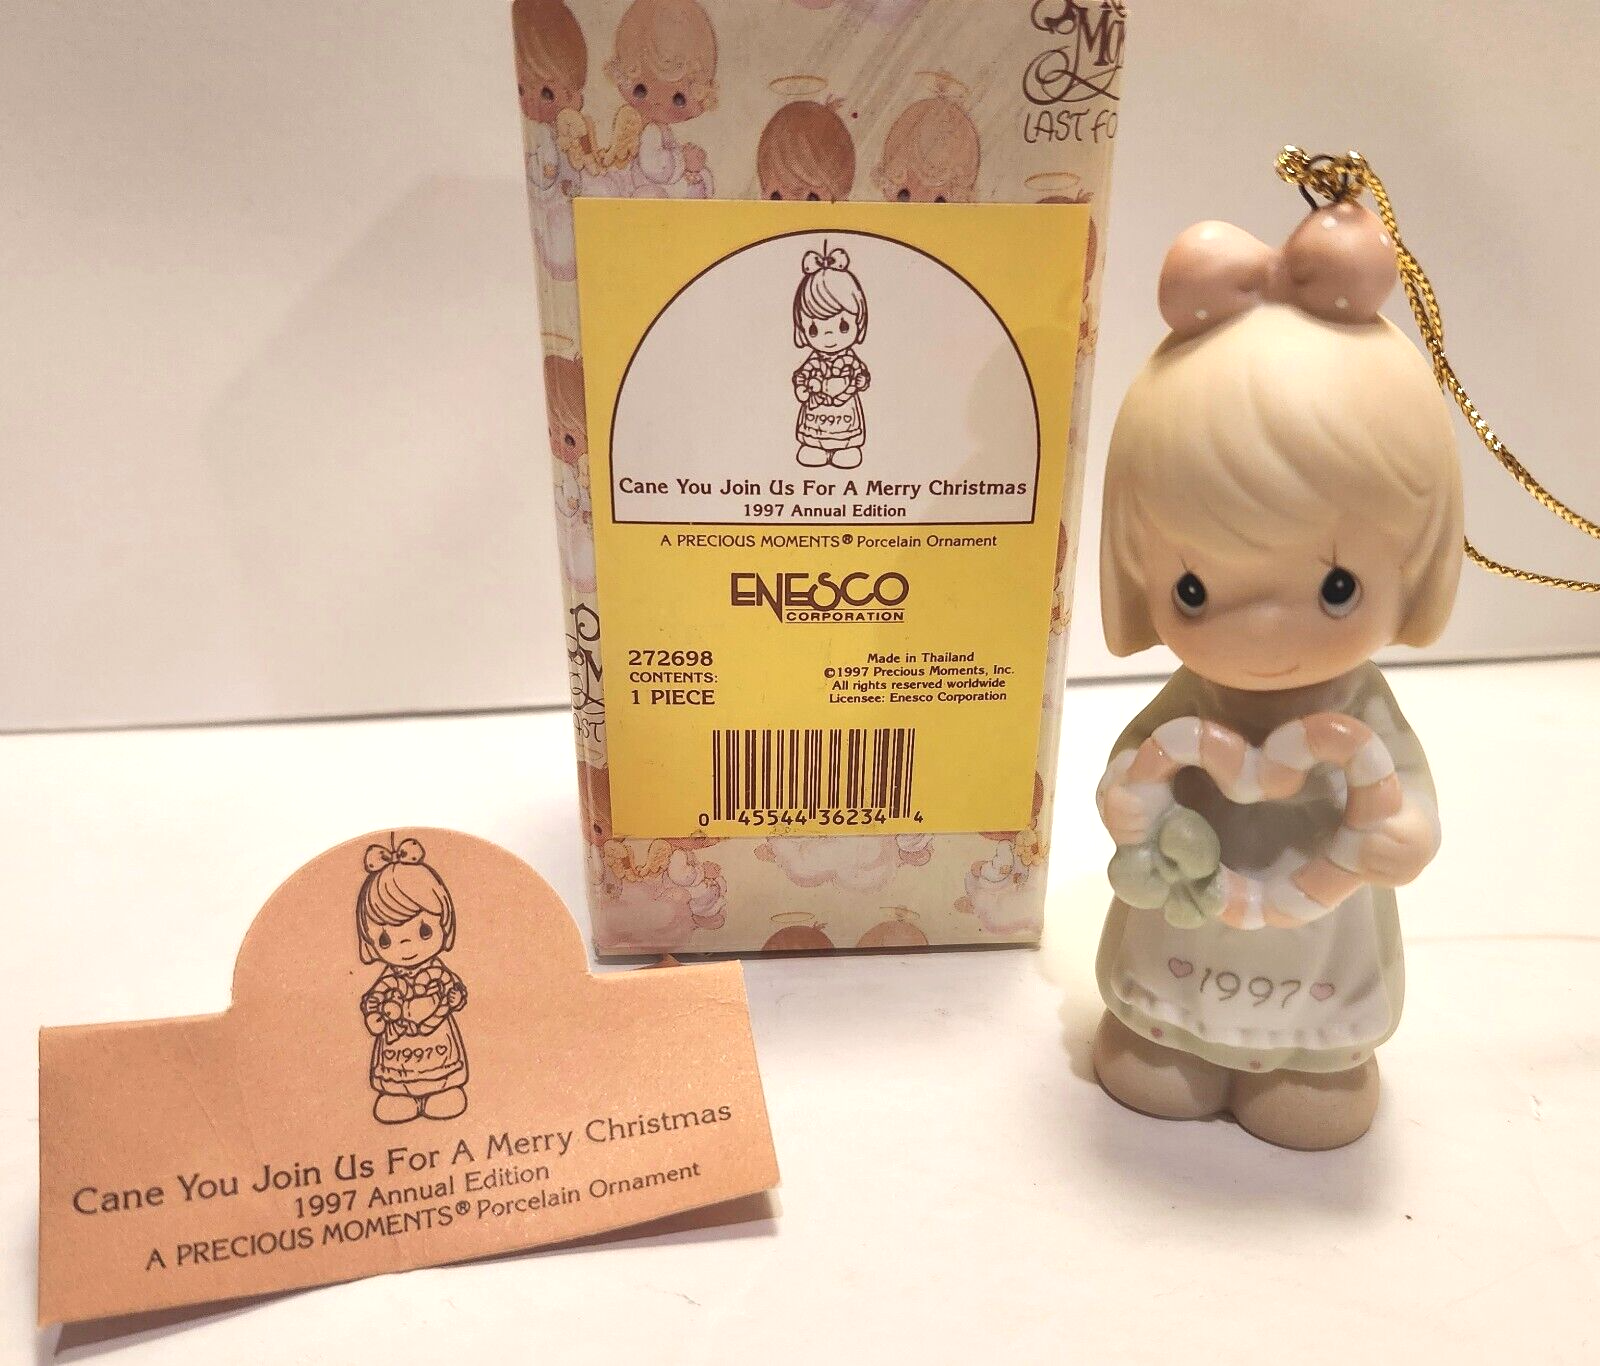 LAST FO
1997
Cane You Join Us For A Merry Christmas
1997 Annual Edition
A PRECIOUS MOMENTS® Porcelain Ornament
ENESCO
CORPORATION
272698
CONTENTS:
1 PIECE
Made in Thailand
©1997 Precious Moments, Inc.
All rights reserved worldwide
Licensee: Enesco Corporation
0 45544 36234 4
1997
Cane You Join Us For A Merry Christmas
1997 Annual Edition
A PRECIOUS MOMENTS® Porcelain Ornament
1997